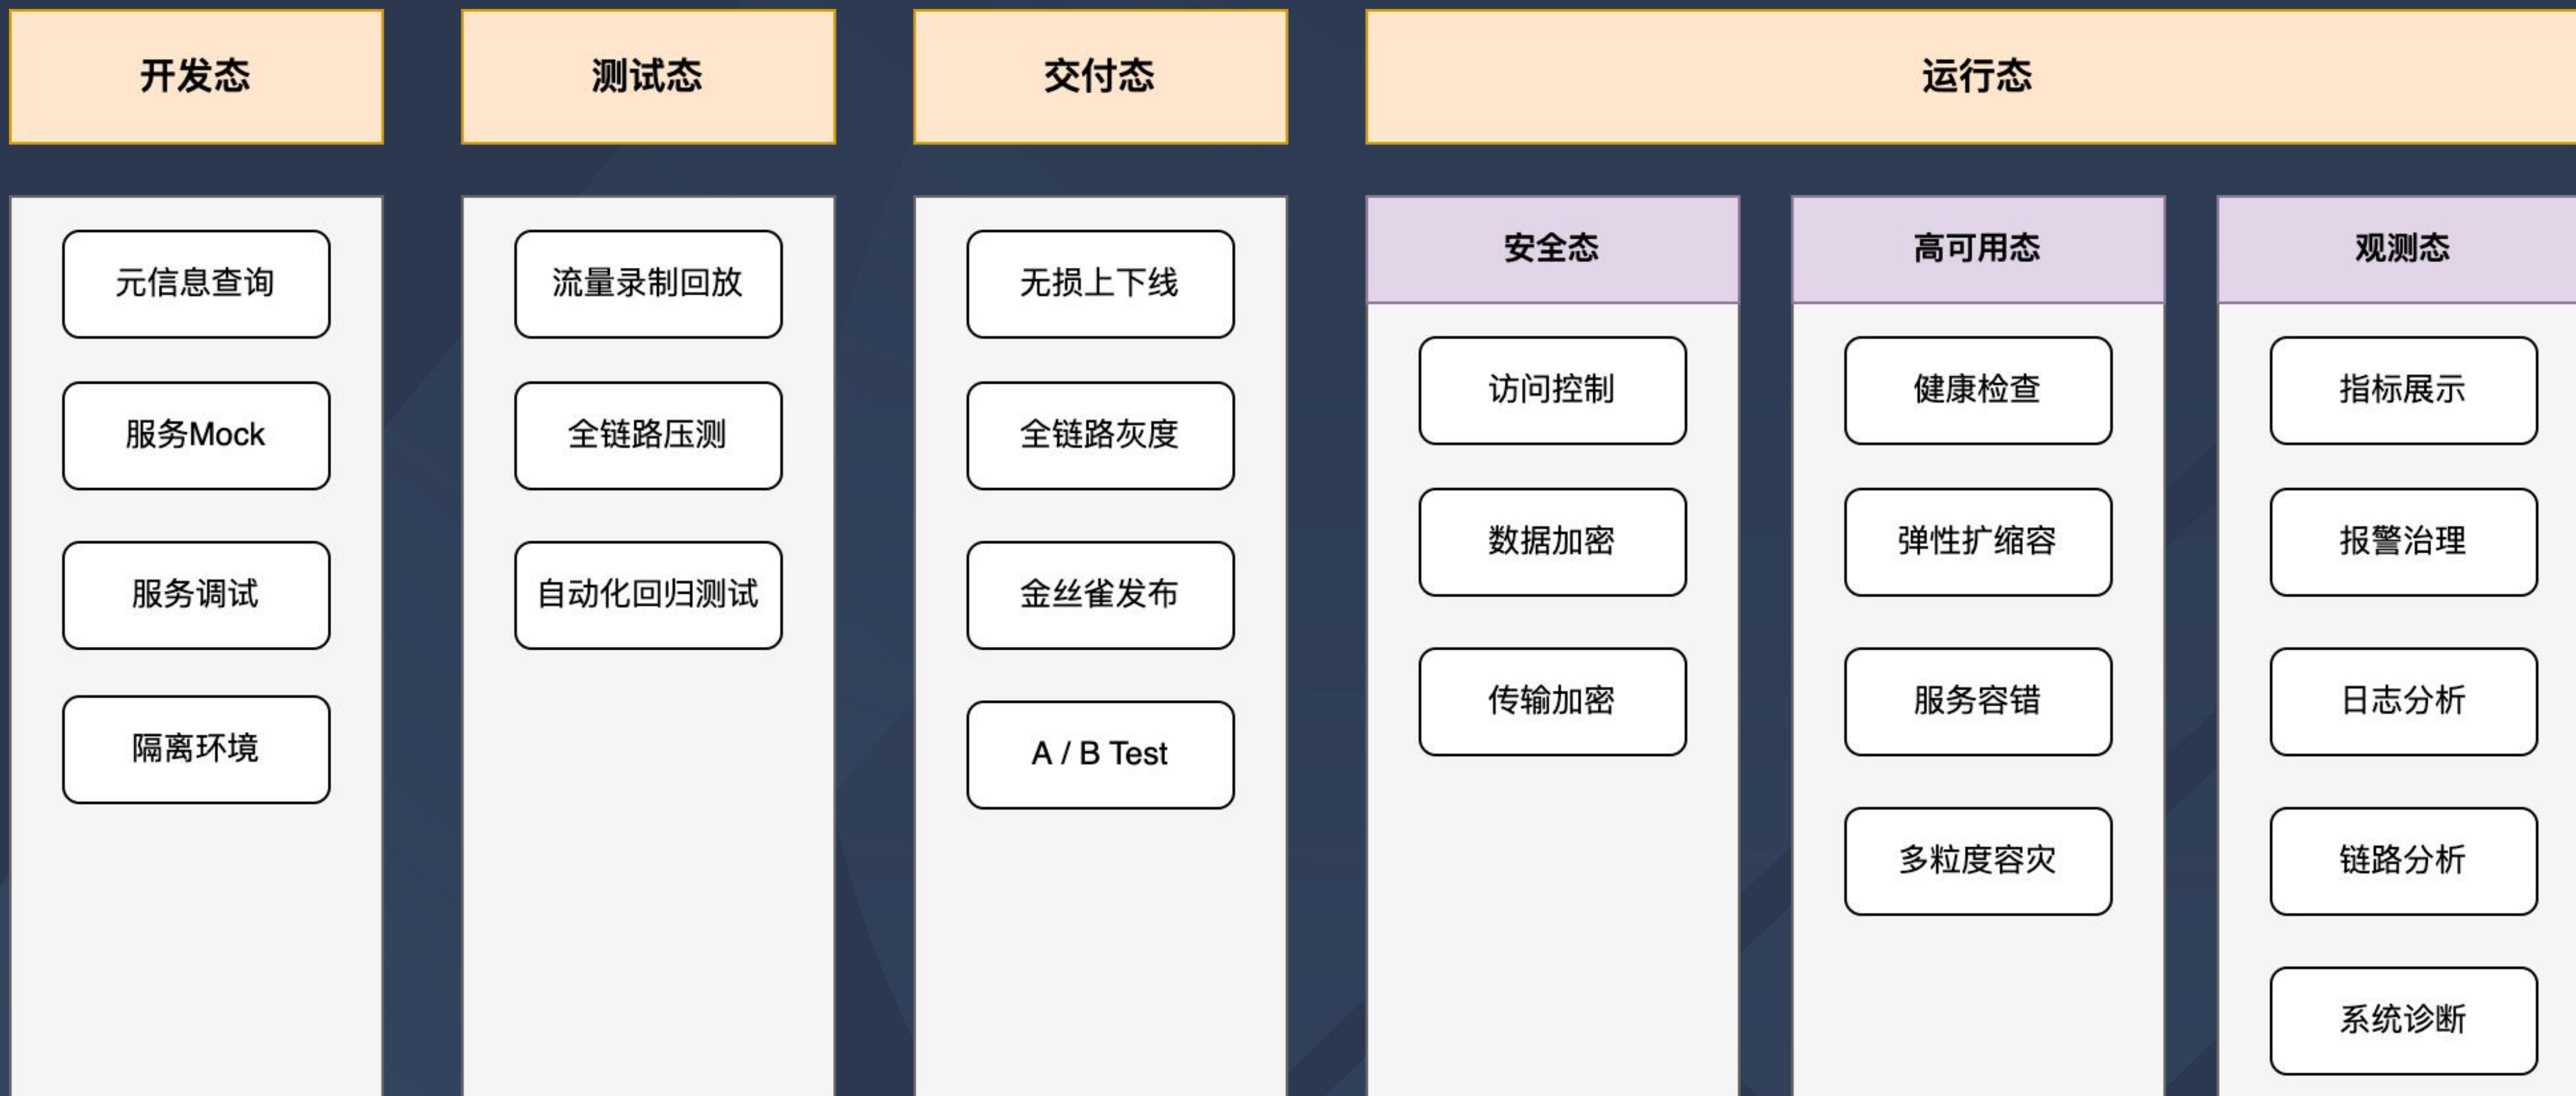 开发态
测试态
交付态
运行态
元信息查询
服务Mock
服务调试
隔离环境
流量录制回放
全链路压测
自动化回归测试
无损上下线
全链路灰度
金丝雀发布
A / B Test
安全态
访问控制
数据加密
传输加密
高可用态
健康检查
弹性扩缩容
服务容错
多粒度容灾
观测态
指标展示
报警治理
日志分析
链路分析
系统诊断